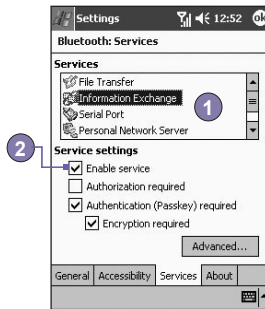 Settings 12:52 ok
Bluetooth: Services
Services
File Transfer
Information Exchange
Serial Port
Personal Network Server
1
Service settings
2
Enable service
Authorization required
Authentication (Passkey) required
Encryption required
Advanced...
General Accessibility Services About